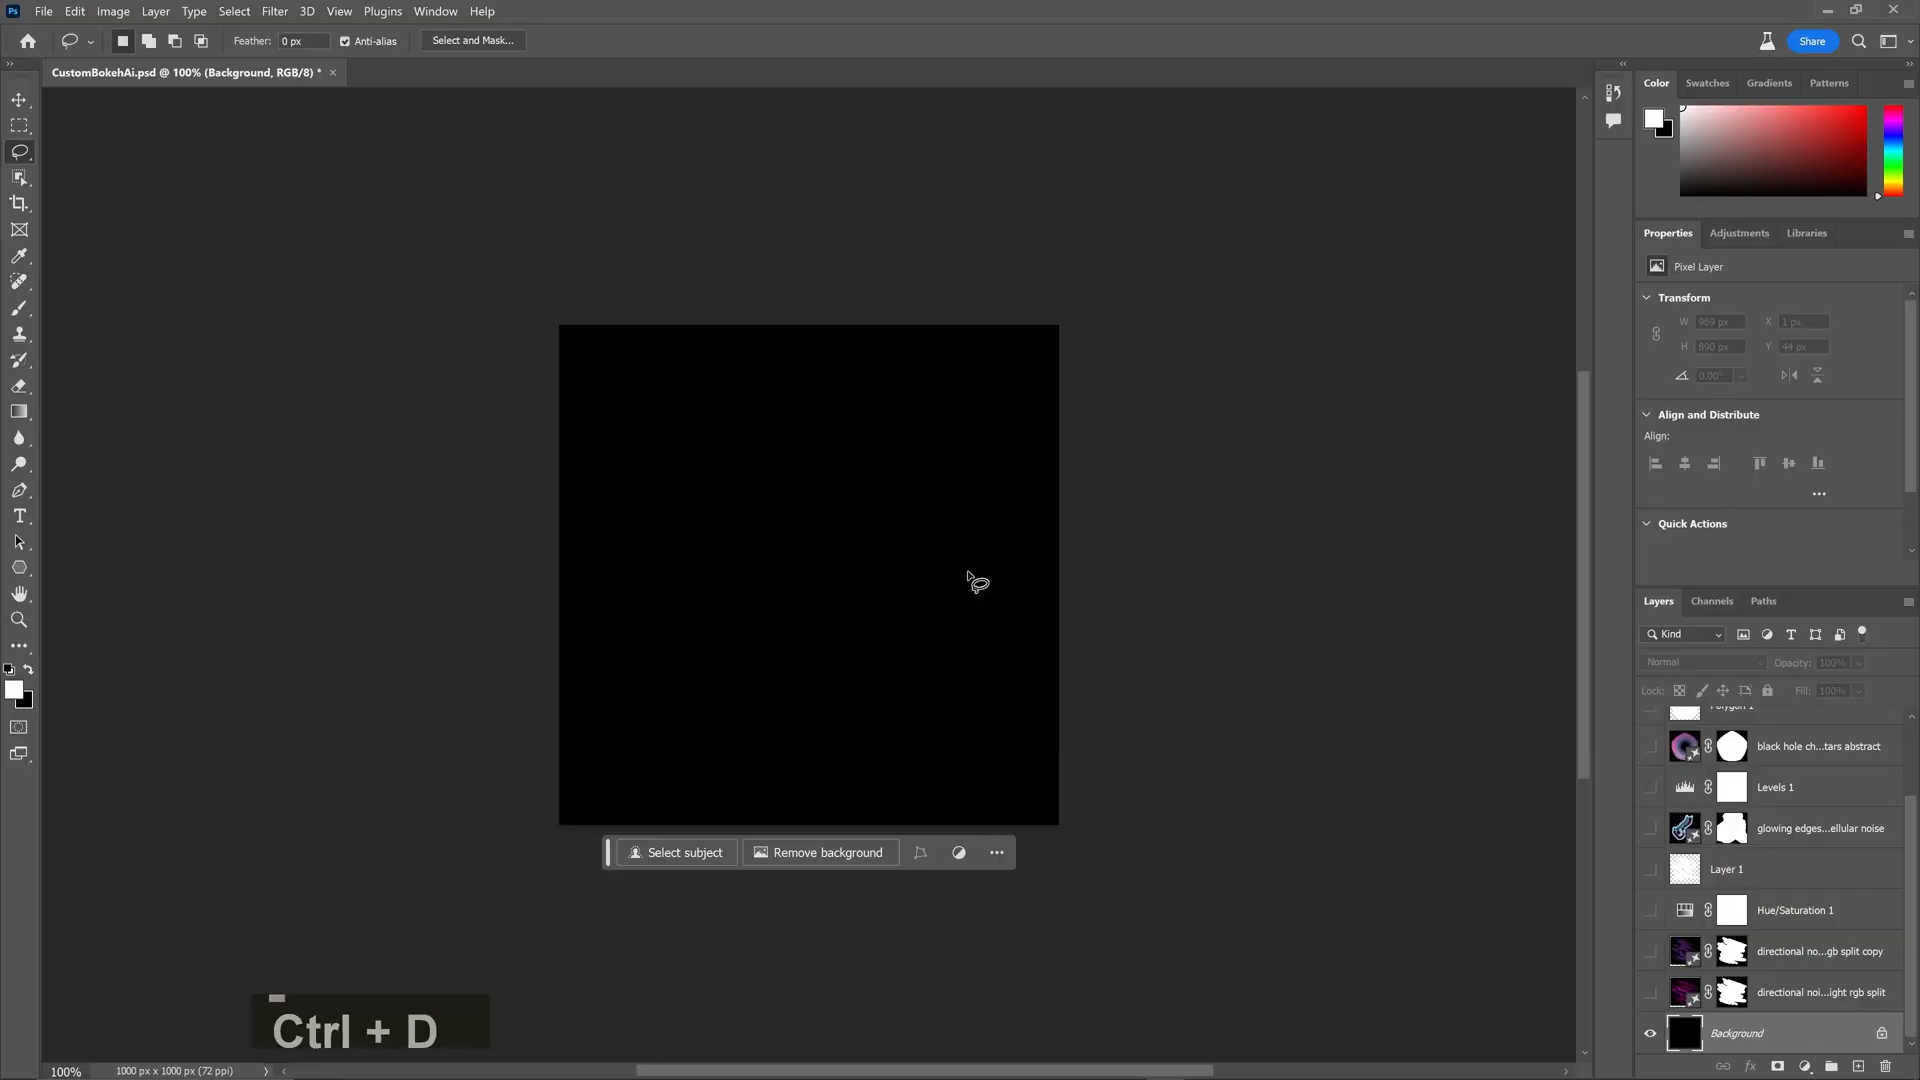 Ps File Edit Image Layer Type Select Filter 3D View Plugins Window Help
Feather: 0 px Anti-alias Select and Mask... Share
CustomBokehAi.psd @ 100% (Background, RGB/8) * ×
Color Swatches Gradients Patterns
Properties Adjustments Libraries
Pixel Layer
Transform
W 969 px X 1 px
H 890 px Y 44 px
0.00°
Align and Distribute
Align:
Quick Actions
Layers Channels Paths
Kind
Normal Opacity: 100%
Lock: Fill: 100%
Polygon 1
black hole ch...tars abstract
Levels 1
glowing edges...ellular noise
Layer 1
Hue/Saturation 1
directional no...gb split copy
directional noi...ight rgb split
Background
Select subject Remove background
Ctrl + D
100% 1000 px x 1000 px (72 ppi)